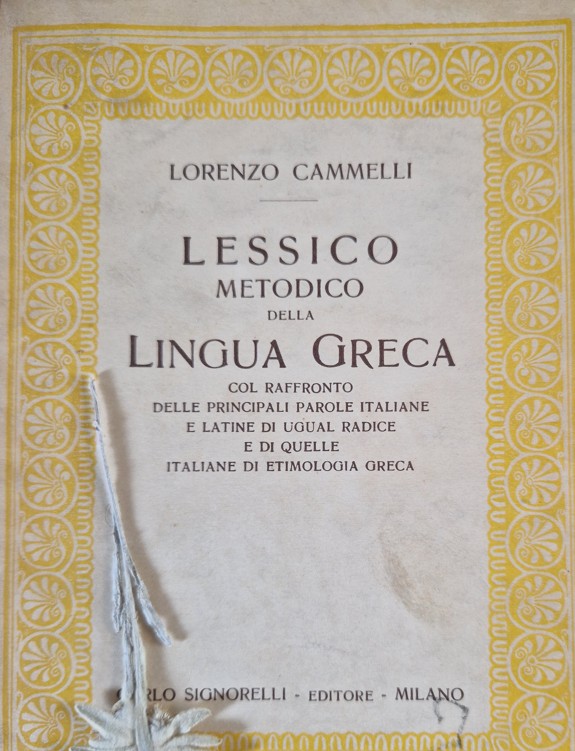 LORENZO CAMMELLI
LESSICO
METODICO
DELLA
LINGUA GRECA
COL RAFFRONTO
DELLE PRINCIPALI PAROLE ITALIANE
E LATINE DI UGUAL RADICE
E DI QUELLE
ITALIANE DI ETIMOLOGIA GRECA
CARLO SIGNORELLI - EDITORE - MILANO